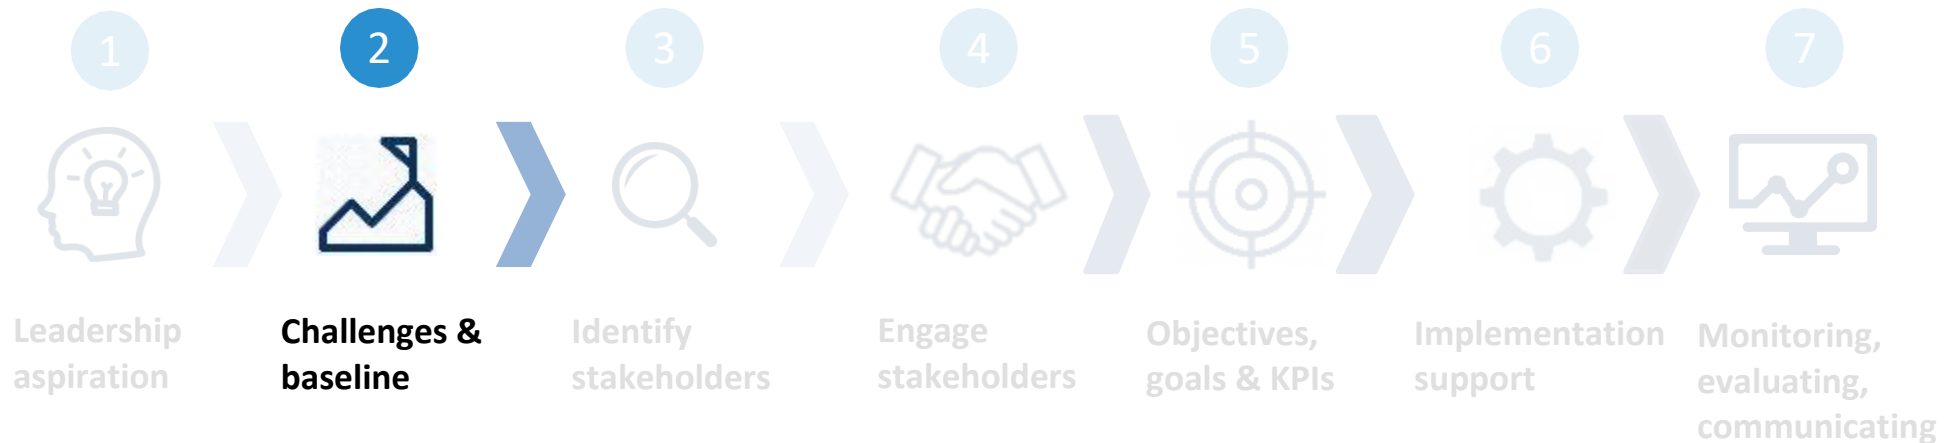 1
2
3
4
5
6
7
Leadership
aspiration
Challenges &
baseline
Identify
stakeholders
Engage
stakeholders
Objectives,
goals & KPIs
Implementation
support
Monitoring,
evaluating,
communicating